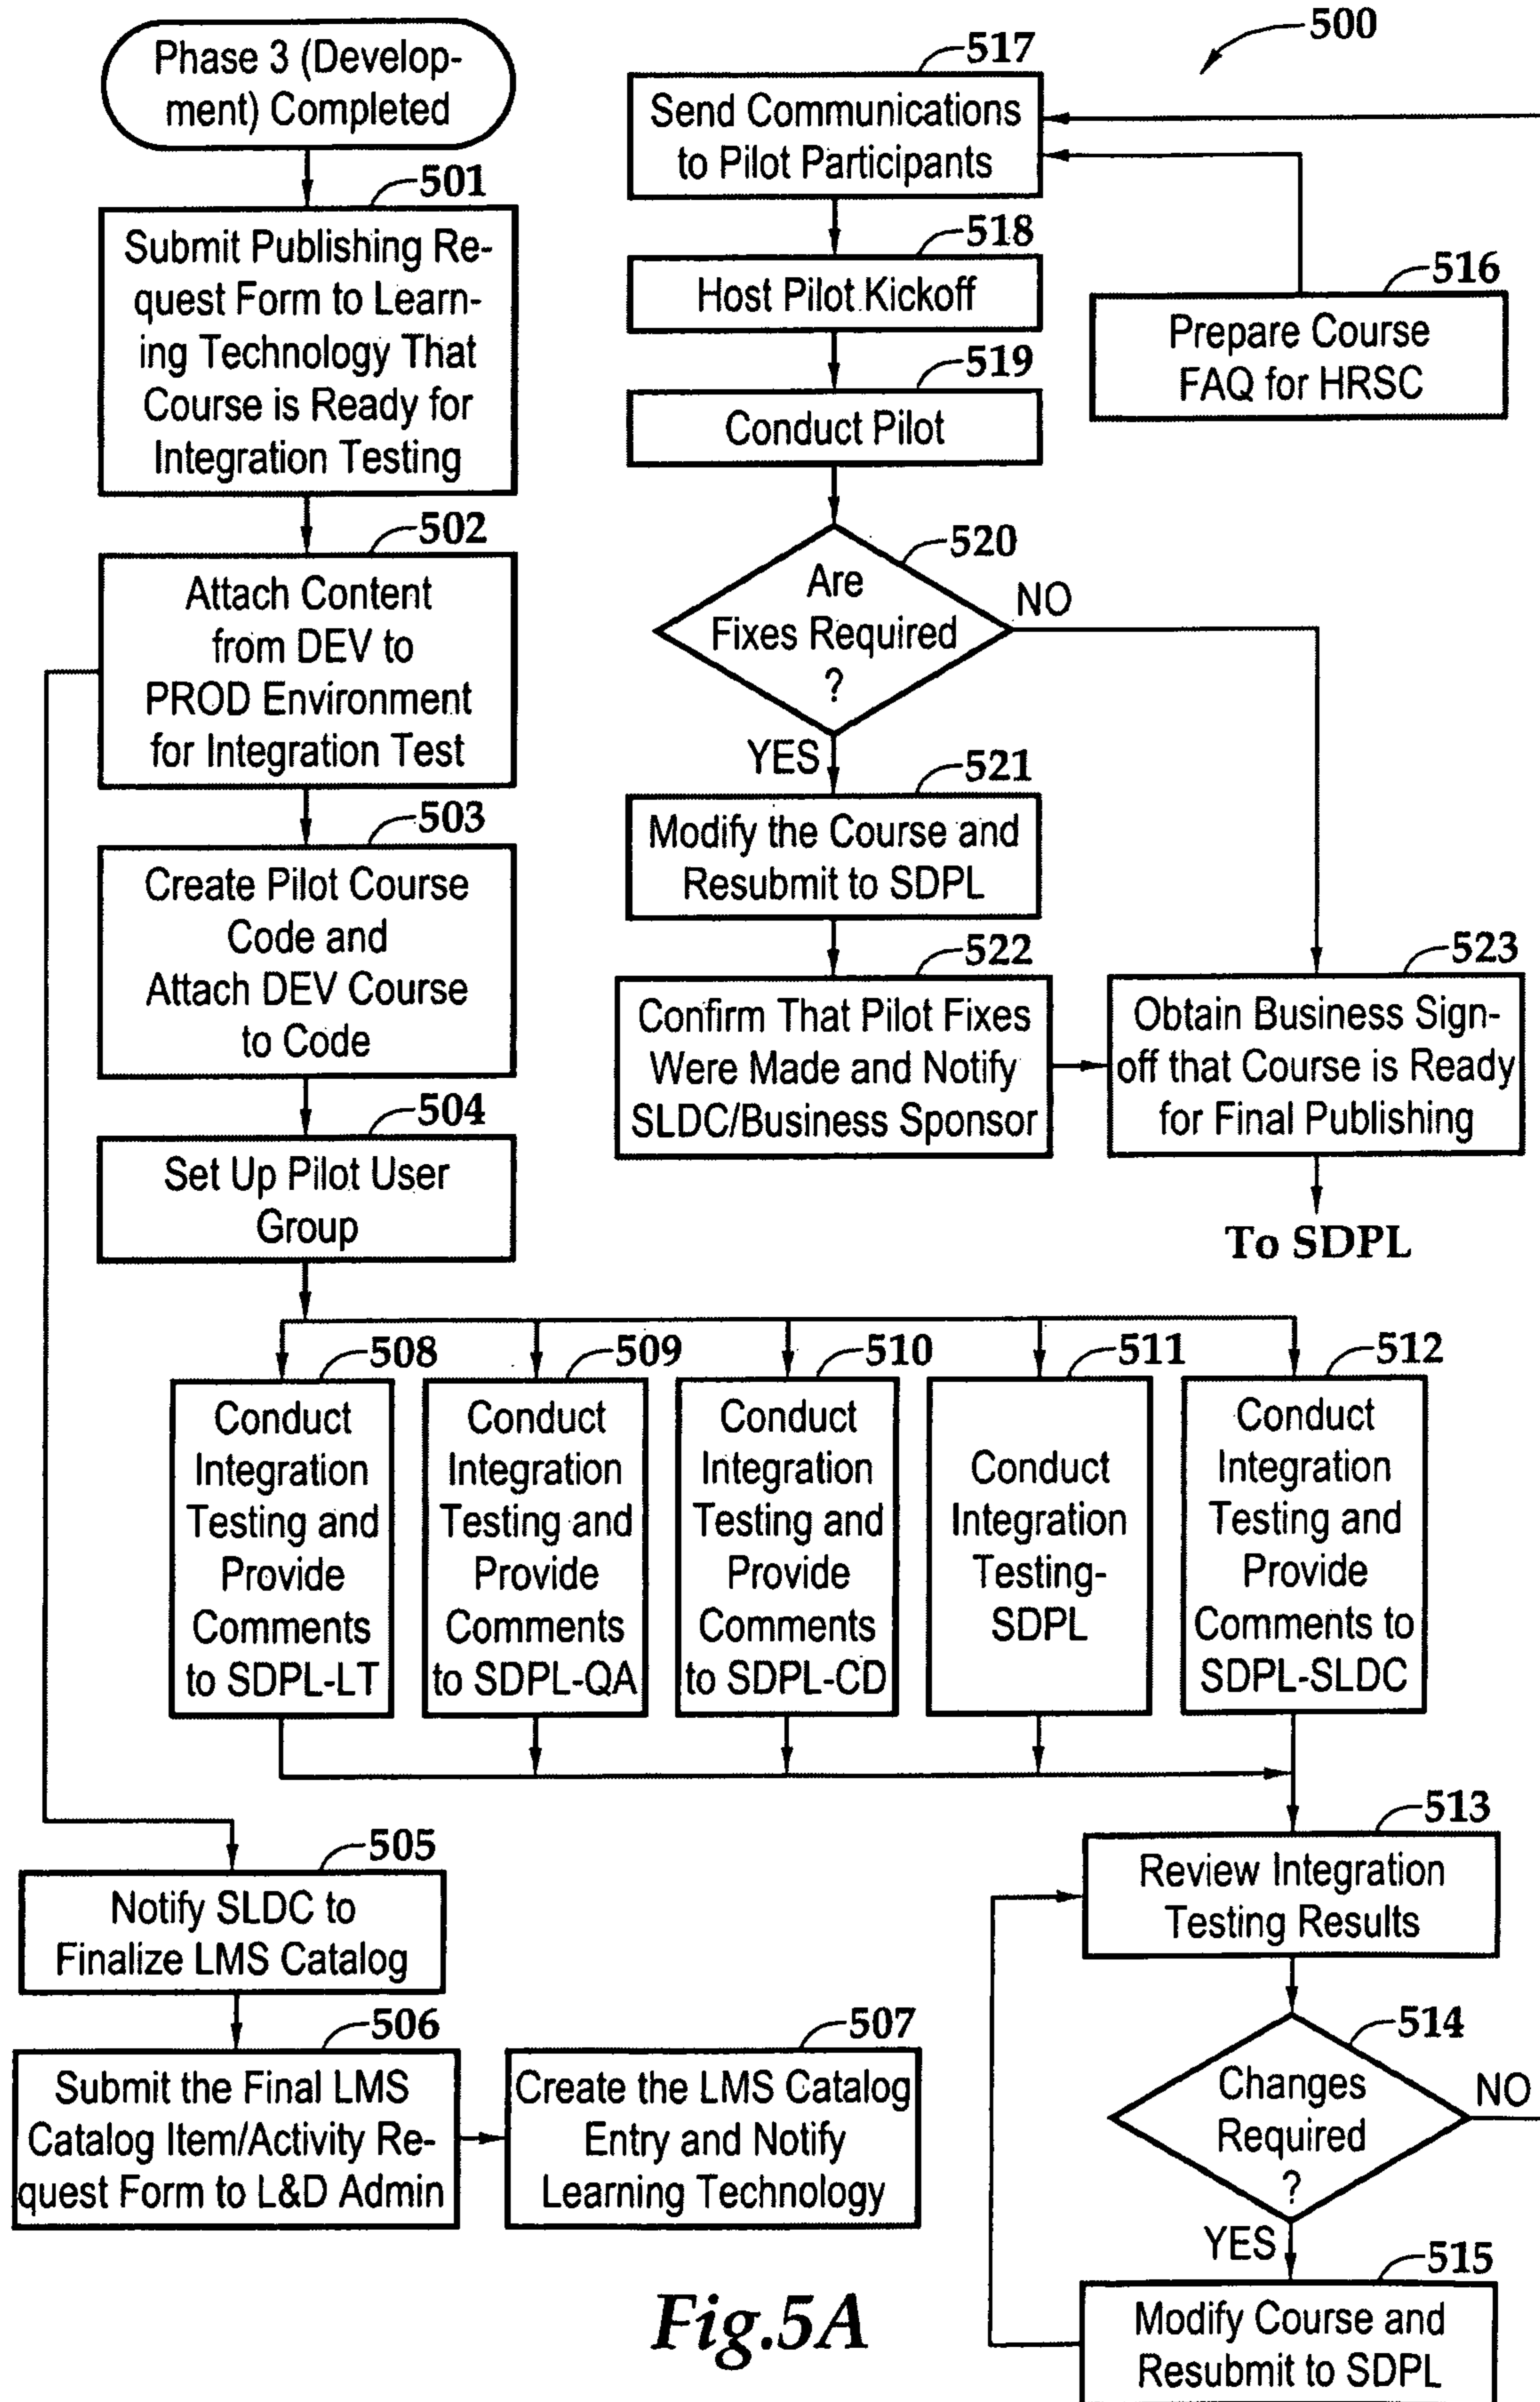 Phase 3 (Develop-
ment) Completed
501
Submit Publishing Re-
quest Form to Learn-
ing Technology That
Course is Ready for
Integration Testing
502
Attach Content
from DEV to
PROD Environment
for Integration Test
503
Create Pilot Course
Code and
Attach DEV Course
to Code
504
Set Up Pilot User
Group
500
517
Send Communications
to Pilot Participants
518
Host Pilot Kickoff
516
Prepare Course
FAQ for HRSC
519
Conduct Pilot
520
Are
Fixes Required
?
NO
YES
521
Modify the Course and
Resubmit to SDPL
522
Confirm That Pilot Fixes
Were Made and Notify
SLDC/Business Sponsor
523
Obtain Business Sign-
off that Course is Ready
for Final Publishing
To SDPL
508
Conduct
Integration
Testing and
Provide
Comments
to SDPL-LT
509
Conduct
Integration
Testing and
Provide
Comments
to SDPL-QA
510
Conduct
Integration
Testing and
Provide
Comments
to SDPL-CD
511
Conduct
Integration
Testing-
SDPL
512
Conduct
Integration
Testing and
Provide
Comments to
SDPL-SLDC
505
Notify SLDC to
Finalize LMS Catalog
506
Submit the Final LMS
Catalog Item/Activity Re-
quest Form to L&D Admin
507
Create the LMS Catalog
Entry and Notify
Learning Technology
513
Review Integration
Testing Results
514
Changes
Required
?
NO
YES
515
Modify Course and
Resubmit to SDPL
Fig.5A